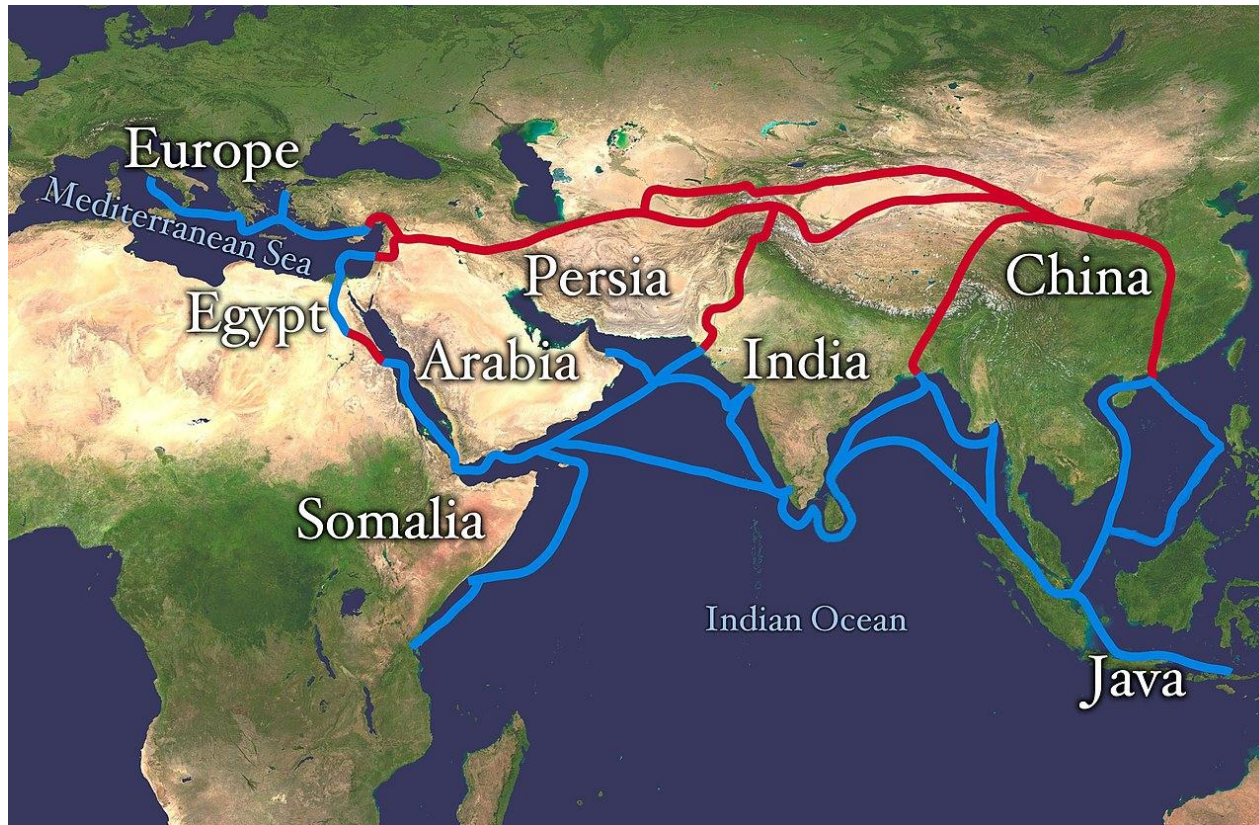 Europe
Mediterranean Sea
Egypt
Persia
China
Arabia
India
Somalia
Indian Ocean
Java